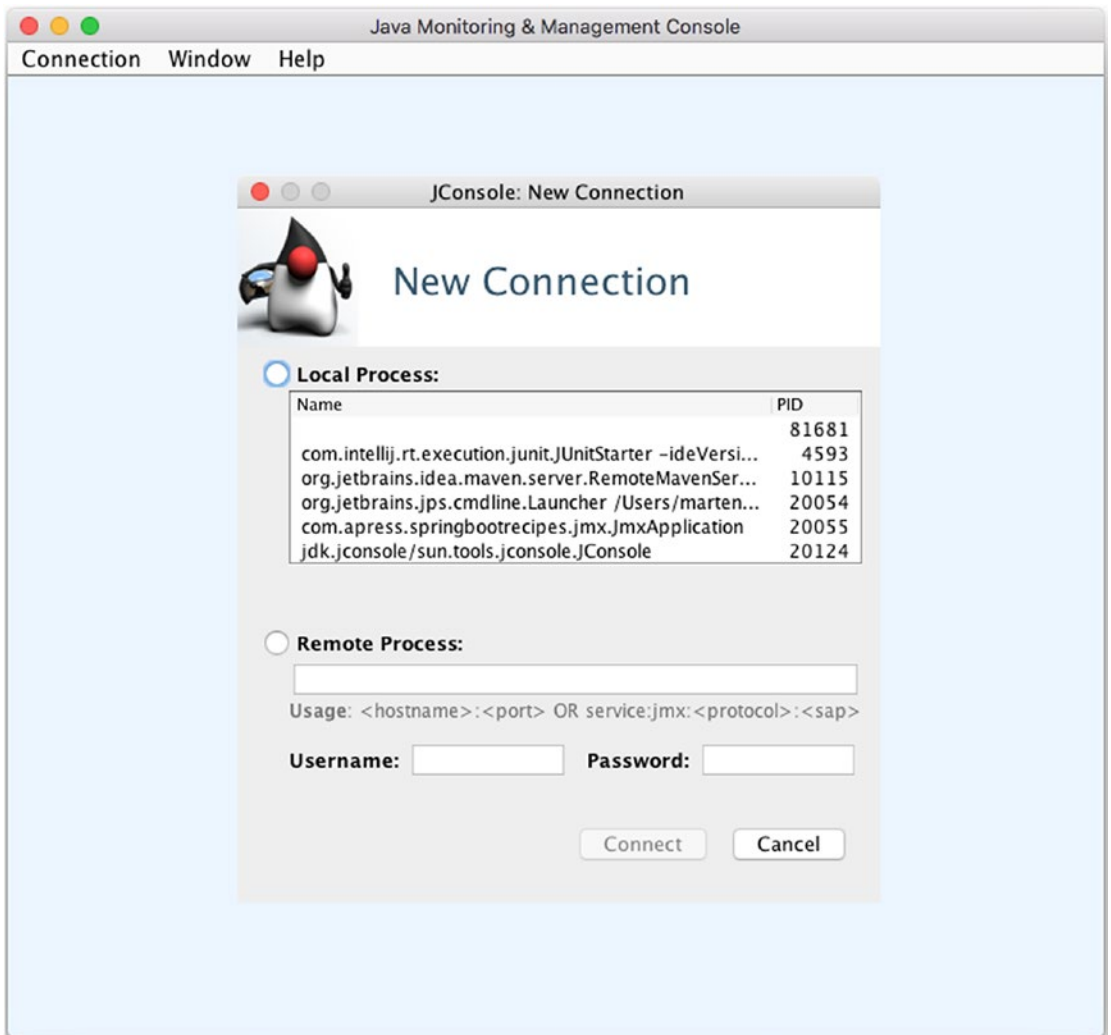 Java Monitoring & Management Console
Connection Window Help
JConsole: New Connection
New Connection
Local Process:
Name PID
81681
com.intellij.rt.execution.junit.JUnitStarter -ideVersi... 4593
org.jetbrains.idea.maven.server.RemoteMavenSer... 10115
org.jetbrains.jps.cmdline.Launcher /Users/marten... 20054
com.apress.springbootrecipes.jmx.JmxApplication 20055
jdk.jconsole/sun.tools.jconsole.JConsole 20124
Remote Process:
Usage: <hostname>:<port> OR service:jmx:<protocol>:<sap>
Username: Password:
Connect Cancel